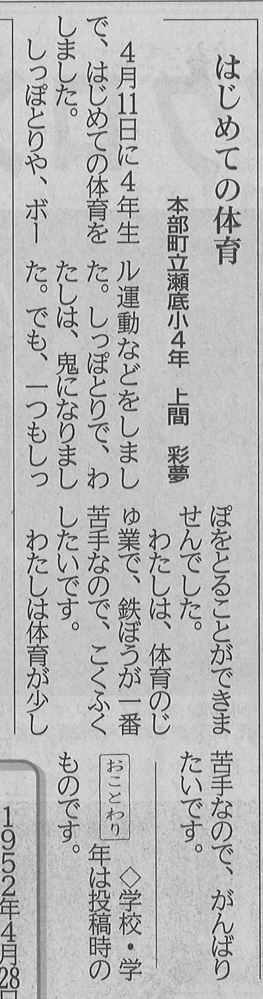 はじめての体育
本部町立瀬底小4年　上間　彩夢
4月11日に4年生
で、はじめての体育を
しました。
しっぽとりや、ボー
ル運動などをしまし
た。しっぽとりで、わ
たしは、鬼になりまし
た。でも、一つもしっ
ぽをとることができま
せんでした。
わたしは、体育のじ
ゅ業で、鉄ぼうが一番
苦手なので、こくふく
したいです。
わたしは体育が少し
苦手なので、がんばり
たいです。
おことわり
◇学校・学
年は投稿時の
ものです。
1952年4月28日